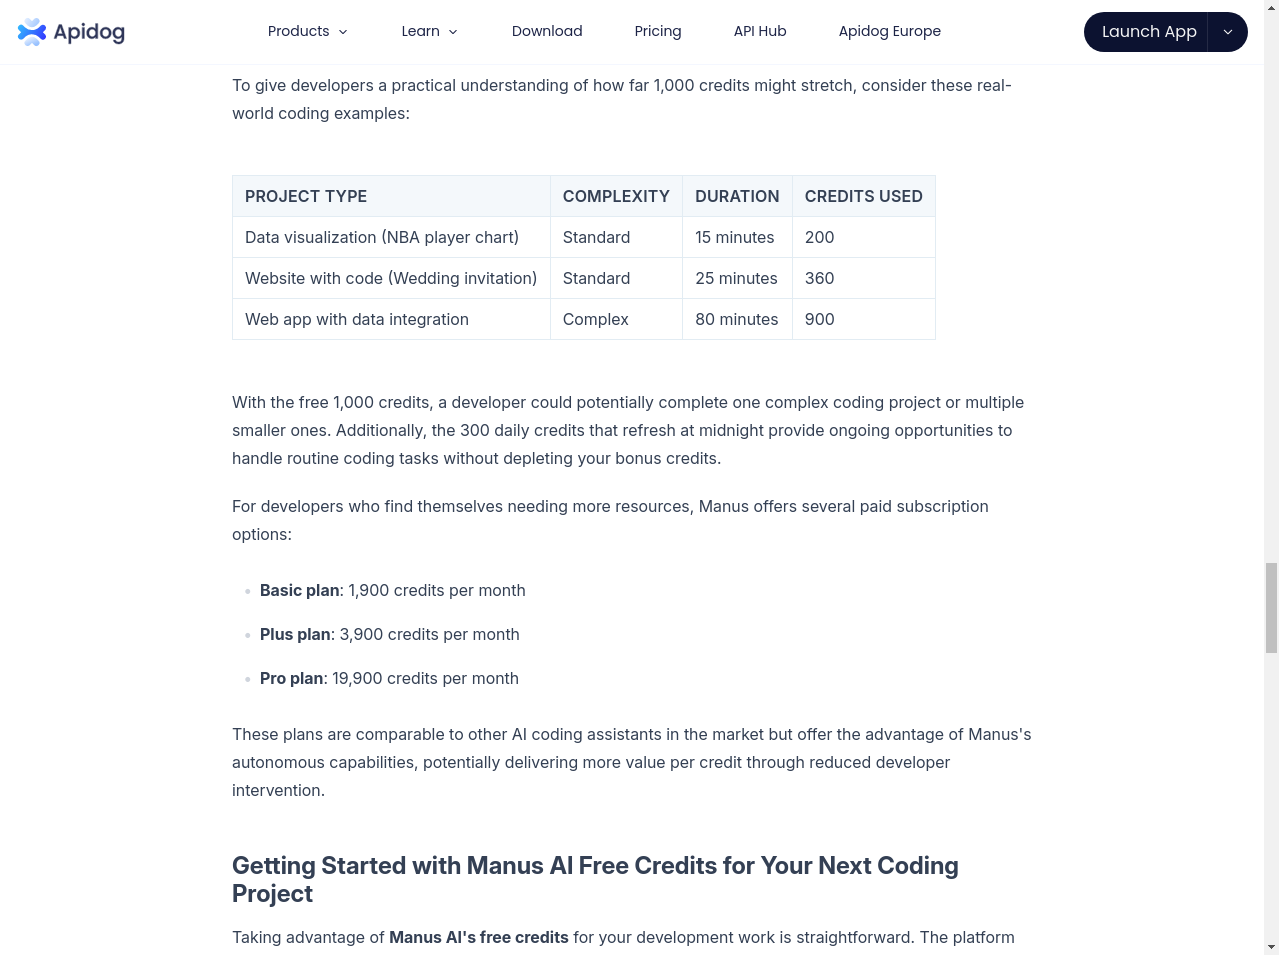 Apidog
Products
Learn
Download
Pricing
API Hub
Apidog Europe
Launch App
To give developers a practical understanding of how far 1,000 credits might stretch, consider these real-
world coding examples:
PROJECT TYPE COMPLEXITY DURATION CREDITS USED
Data visualization (NBA player chart) Standard 15 minutes 200
Website with code (Wedding invitation) Standard 25 minutes 360
Web app with data integration Complex 80 minutes 900
With the free 1,000 credits, a developer could potentially complete one complex coding project or multiple
smaller ones. Additionally, the 300 daily credits that refresh at midnight provide ongoing opportunities to
handle routine coding tasks without depleting your bonus credits.
For developers who find themselves needing more resources, Manus offers several paid subscription
options:
Basic plan: 1,900 credits per month
Plus plan: 3,900 credits per month
Pro plan: 19,900 credits per month
These plans are comparable to other AI coding assistants in the market but offer the advantage of Manus's
autonomous capabilities, potentially delivering more value per credit through reduced developer
intervention.
Getting Started with Manus AI Free Credits for Your Next Coding
Project
Taking advantage of Manus AI's free credits for your development work is straightforward. The platform